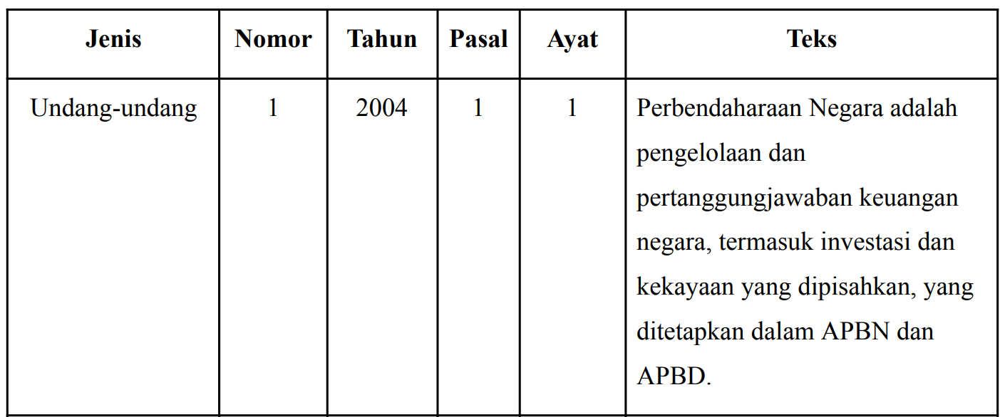 Jenis Nomor Tahun Pasal Ayat Teks
Undang-undang 1 2004 1 1 Perbendaharaan Negara adalah
pengelolaan dan
pertanggungjawaban keuangan
negara, termasuk investasi dan
kekayaan yang dipisahkan, yang
ditetapkan dalam APBN dan
APBD.